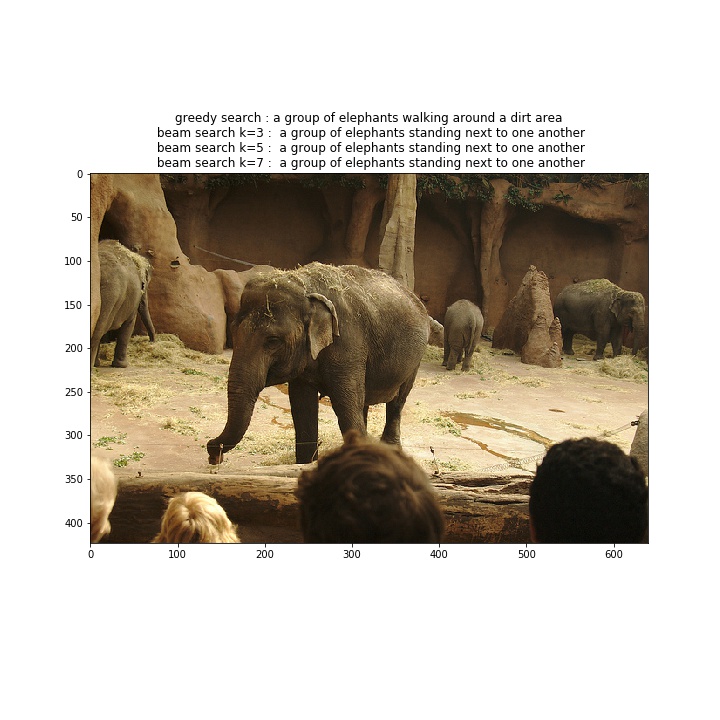 greedy search : a group of elephants walking around a dirt area
beam search k=3 :  a group of elephants standing next to one another
beam search k=5 :  a group of elephants standing next to one another
beam search k=7 :  a group of elephants standing next to one another
0
50
100
150
200
250
300
350
400
0 100 200 300 400 500 600